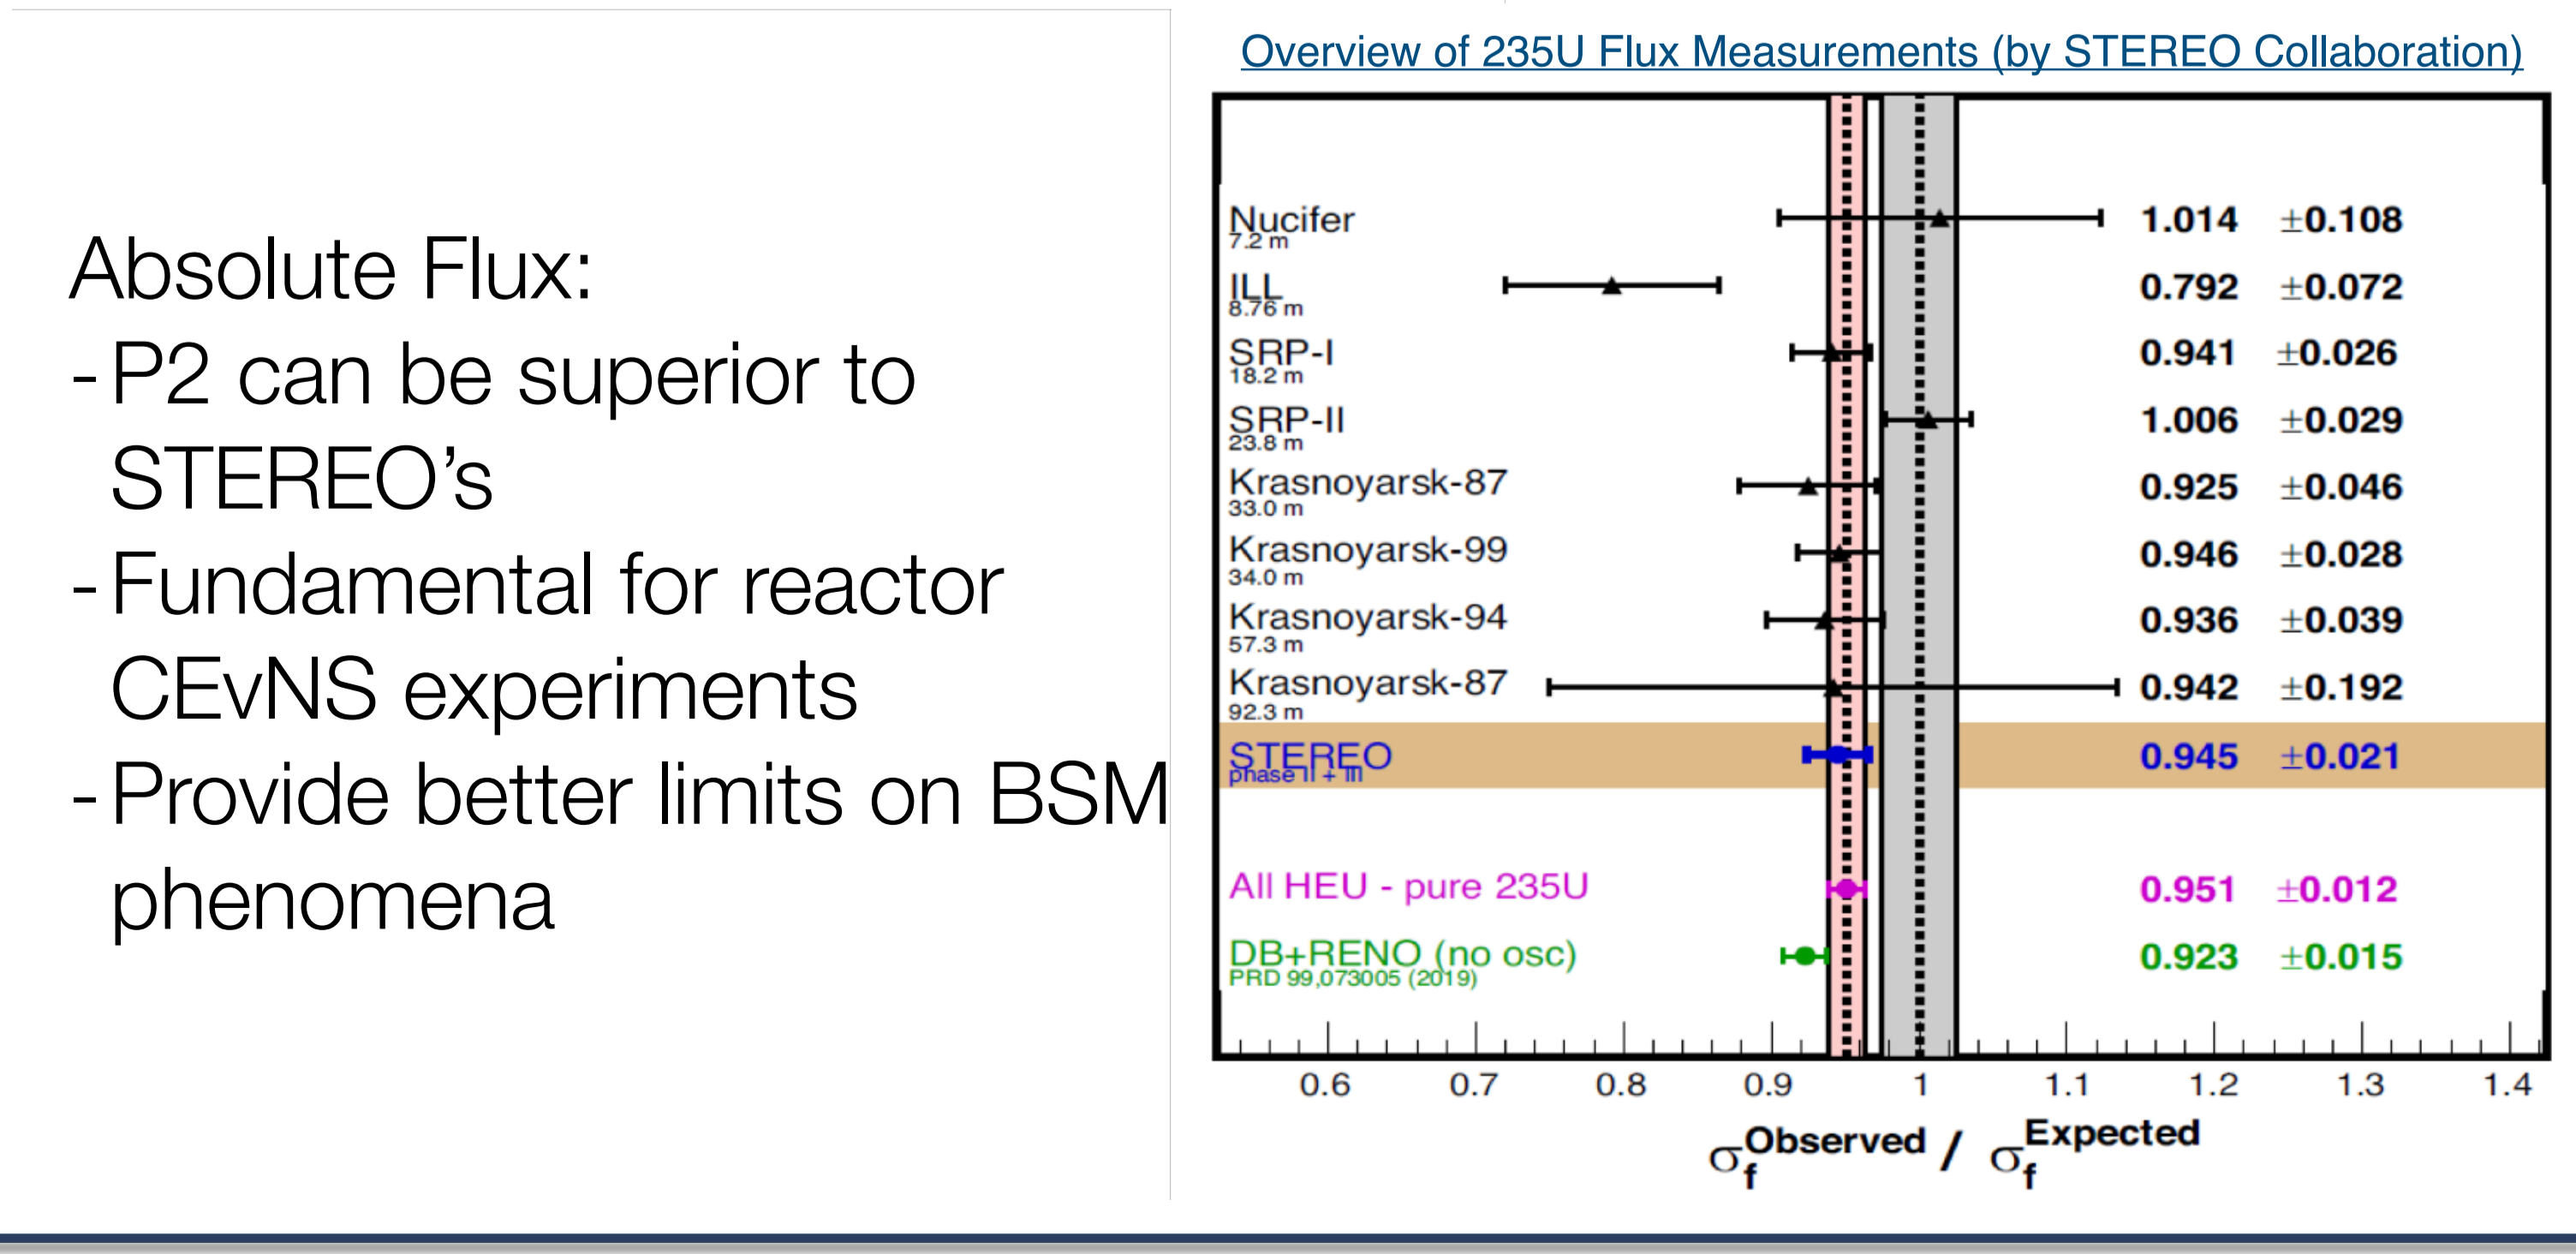 Overview of 235U Flux Measurements (by STEREO Collaboration)
Absolute Flux:
- P2 can be superior to
STEREO’s
- Fundamental for reactor
CEvNS experiments
- Provide better limits on BSM
phenomena
Nucifer 1.014 ±0.108
7.2 m
ILL 0.792 ±0.072
8.76 m
SRP-I 0.941 ±0.026
18.2 m
SRP-II 1.006 ±0.029
23.8 m
Krasnoyarsk-87 0.925 ±0.046
33.0 m
Krasnoyarsk-99 0.946 ±0.028
34.0 m
Krasnoyarsk-94 0.936 ±0.039
57.3 m
Krasnoyarsk-87 0.942 ±0.192
92.3 m
STEREO 0.945 ±0.021
phase II + III
All HEU - pure 235U 0.951 ±0.012
DB+RENO (no osc) 0.923 ±0.015
PRD 99,073005 (2019)
0.6 0.7 0.8 0.9 1 1.1 1.2 1.3 1.4
σf Observed / σf Expected